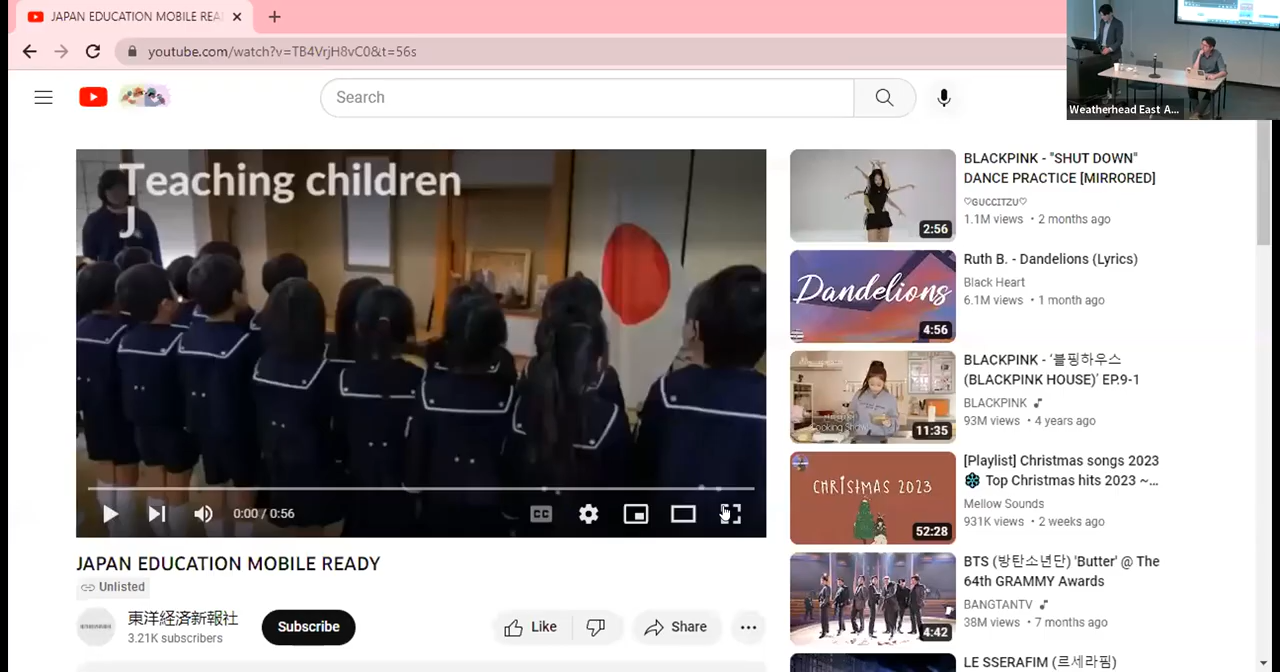 JAPAN EDUCATION MOBILE REA
youtube.com/watch?v=TB4VrjH8vC0&t=56s
Weatherhead East A...
Search
Teaching children
J
0:00 / 0:56
CC
JAPAN EDUCATION MOBILE READY
Unlisted
東洋経済新報社
3.21K subscribers
Subscribe
Like
Share
BLACKPINK - "SHUT DOWN"
DANCE PRACTICE [MIRRORED]
♡GUCCITZU♡
1.1M views • 2 months ago
2:56
Ruth B. - Dandelions (Lyrics)
Black Heart
6.1M views • 1 month ago
Dandelions
4:56
BLACKPINK - ‘블핑하우스
(BLACKPINK HOUSE)’ EP.9-1
BLACKPINK
93M views • 4 years ago
Cooking Show
11:35
[Playlist] Christmas songs 2023
Top Christmas hits 2023 ~...
Mellow Sounds
931K views • 2 weeks ago
CHRISTMAS 2023
52:28
BTS (방탄소년단) 'Butter' @ The
64th GRAMMY Awards
BANGTANTV
38M views • 7 months ago
4:42
LE SSERAFIM (르세라핌)